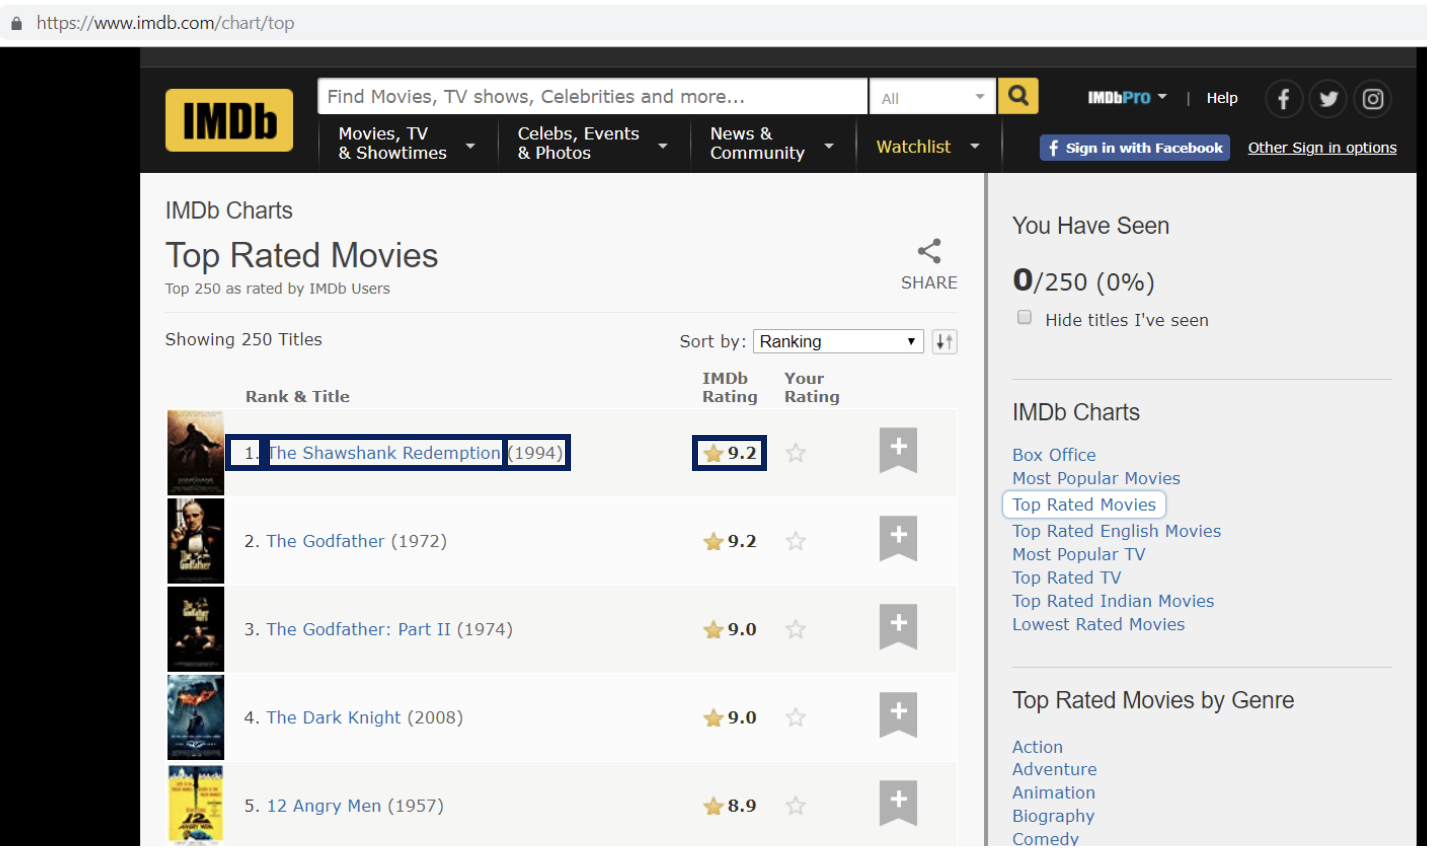 https://www.imdb.com/chart/top
IMDb
Find Movies, TV shows, Celebrities and more...
All
IMDbPro
|
Help
Movies, TV
& Showtimes
Celebs, Events
& Photos
News &
Community
Watchlist
Sign in with Facebook
Other Sign in options
IMDb Charts
Top Rated Movies
Top 250 as rated by IMDb Users
SHARE
Showing 250 Titles
Sort by: Ranking
Rank & Title
IMDb
Rating
Your
Rating
1. The Shawshank Redemption (1994) 9.2
2. The Godfather (1972) 9.2
3. The Godfather: Part II (1974) 9.0
4. The Dark Knight (2008) 9.0
5. 12 Angry Men (1957) 8.9
You Have Seen
0/250 (0%)
Hide titles I've seen
IMDb Charts
Box Office
Most Popular Movies
Top Rated Movies
Top Rated English Movies
Most Popular TV
Top Rated TV
Top Rated Indian Movies
Lowest Rated Movies
Top Rated Movies by Genre
Action
Adventure
Animation
Biography
Comedy